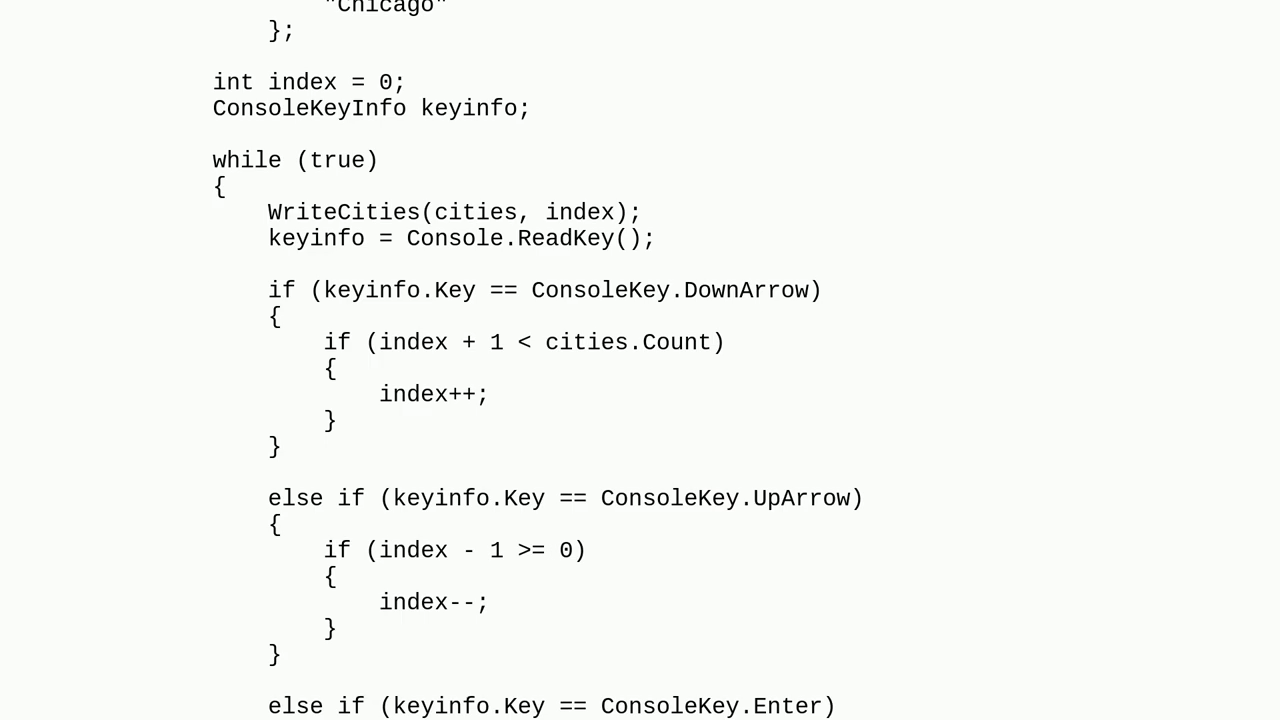 "Chicago"
};
int index = 0;
ConsoleKeyInfo keyinfo;
while (true)
{
WriteCities(cities, index);
keyinfo = Console.ReadKey();
if (keyinfo.Key == ConsoleKey.DownArrow)
{
if (index + 1 < cities.Count)
{
index++;
}
}
else if (keyinfo.Key == ConsoleKey.UpArrow)
{
if (index - 1 >= 0)
{
index--;
}
}
else if (keyinfo.Key == ConsoleKey.Enter)